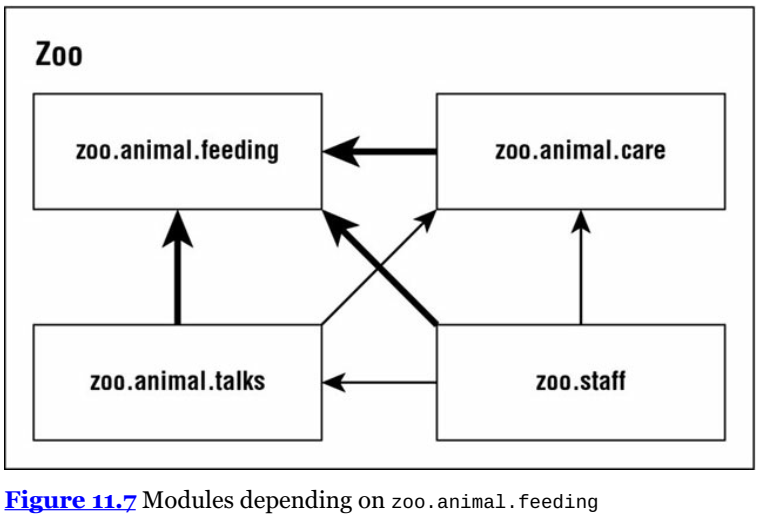 Zoo
zoo.animal.feeding
zoo.animal.care
zoo.animal.talks
zoo.staff
Figure 11.7 Modules depending on zoo.animal.feeding